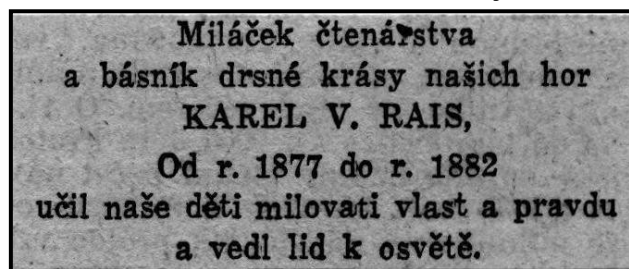 Miláček čtenářstva
a básník drsné krásy našich hor
KAREL V. RAIS,
Od r. 1877 do r. 1882
učil naše děti milovati vlast a pravdu
a vedl lid k osvětě.